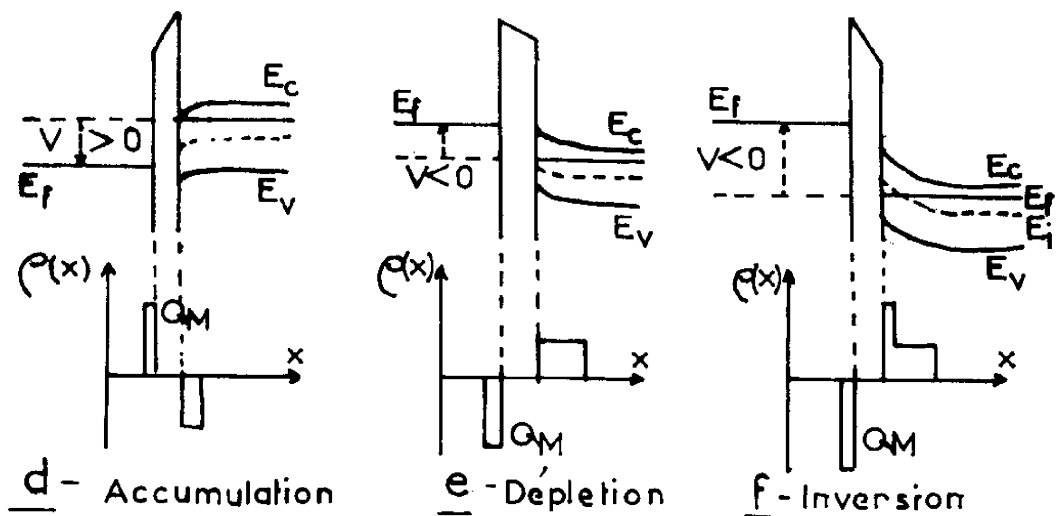 Ec
V > 0
Ef
Ev
ρ(x)
QM
x
d - Accumulation
Ef
Ec
V<0
Ev
ρ(x)
x
QM
e - Déplétion
Ef
V<0
Ec
Ef
Ei
Ev
ρ(x)
x
QM
f - Inversion